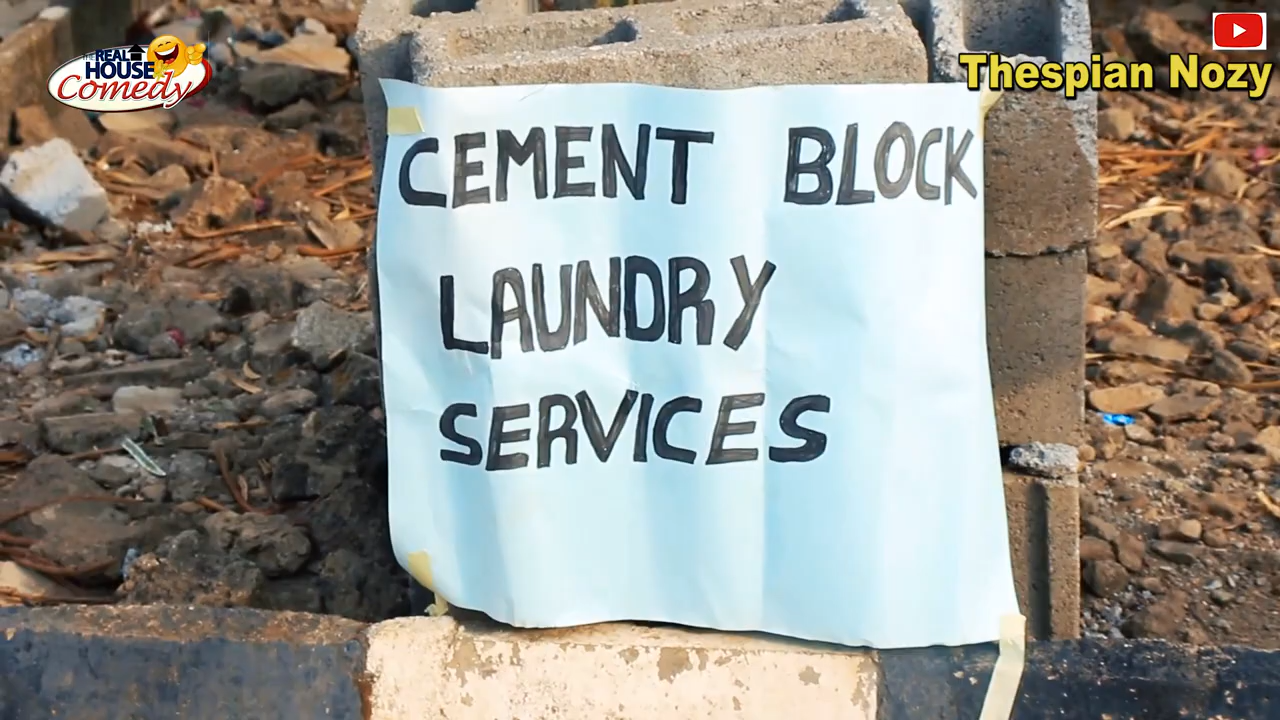 THE REAL
HOUSE
Comedy
Thespian Nozy
CEMENT BLOCK
LAUNDRY
SERVICES